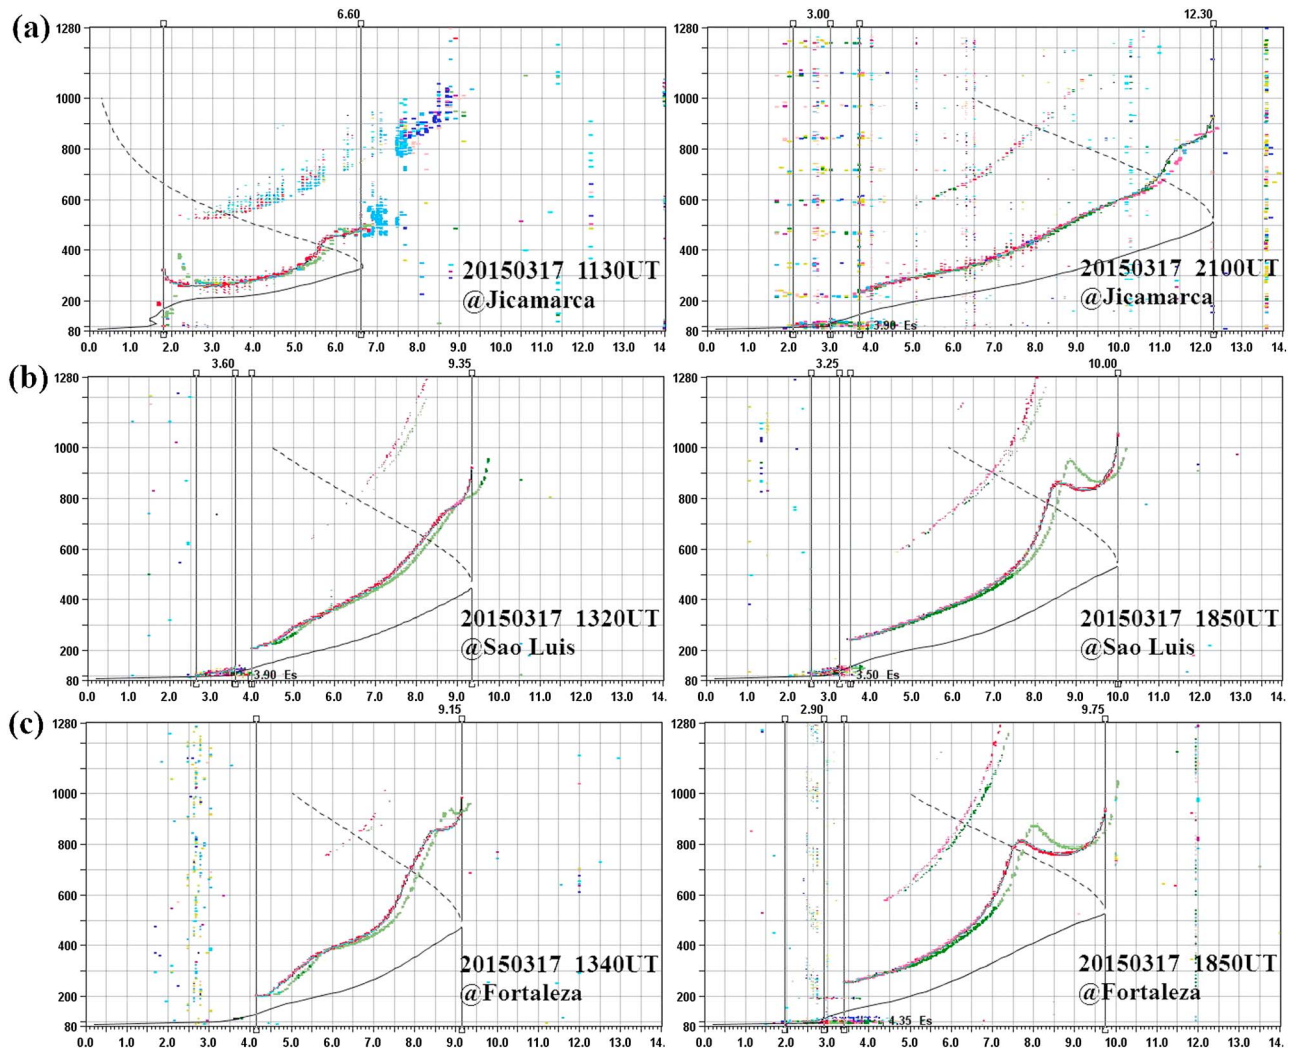 (a)
6.60
3.00 12.30
1280 1280
1000 1000
800 800
600 600
400 400
20150317 1130UT 20150317 2100UT
@Jicamarca @Jicamarca
200 200
3.90 Es
80 80
0.0 1.0 2.0 3.0 4.0 5.0 6.0 7.0 8.0 9.0 10.0 11.0 12.0 13.0 14.
0.0 1.0 2.0 3.0 4.0 5.0 6.0 7.0 8.0 9.0 10.0 11.0 12.0 13.0 14.
(b)
3.60 9.35
3.25 10.00
1280 1280
1000 1000
800 800
600 600
400 400
20150317 1320UT 20150317 1850UT
@Sao Luis @Sao Luis
200 200
3.90 Es 3.50 Es
80 80
0.0 1.0 2.0 3.0 4.0 5.0 6.0 7.0 8.0 9.0 10.0 11.0 12.0 13.0 14.
0.0 1.0 2.0 3.0 4.0 5.0 6.0 7.0 8.0 9.0 10.0 11.0 12.0 13.0 14.
(c)
9.15
2.90 9.75
1280 1280
1000 1000
800 800
600 600
400 400
20150317 1340UT 20150317 1850UT
@Fortaleza @Fortaleza
200 200
4.35 Es
80 80
0.0 1.0 2.0 3.0 4.0 5.0 6.0 7.0 8.0 9.0 10.0 11.0 12.0 13.0 14.
0.0 1.0 2.0 3.0 4.0 5.0 6.0 7.0 8.0 9.0 10.0 11.0 12.0 13.0 14.